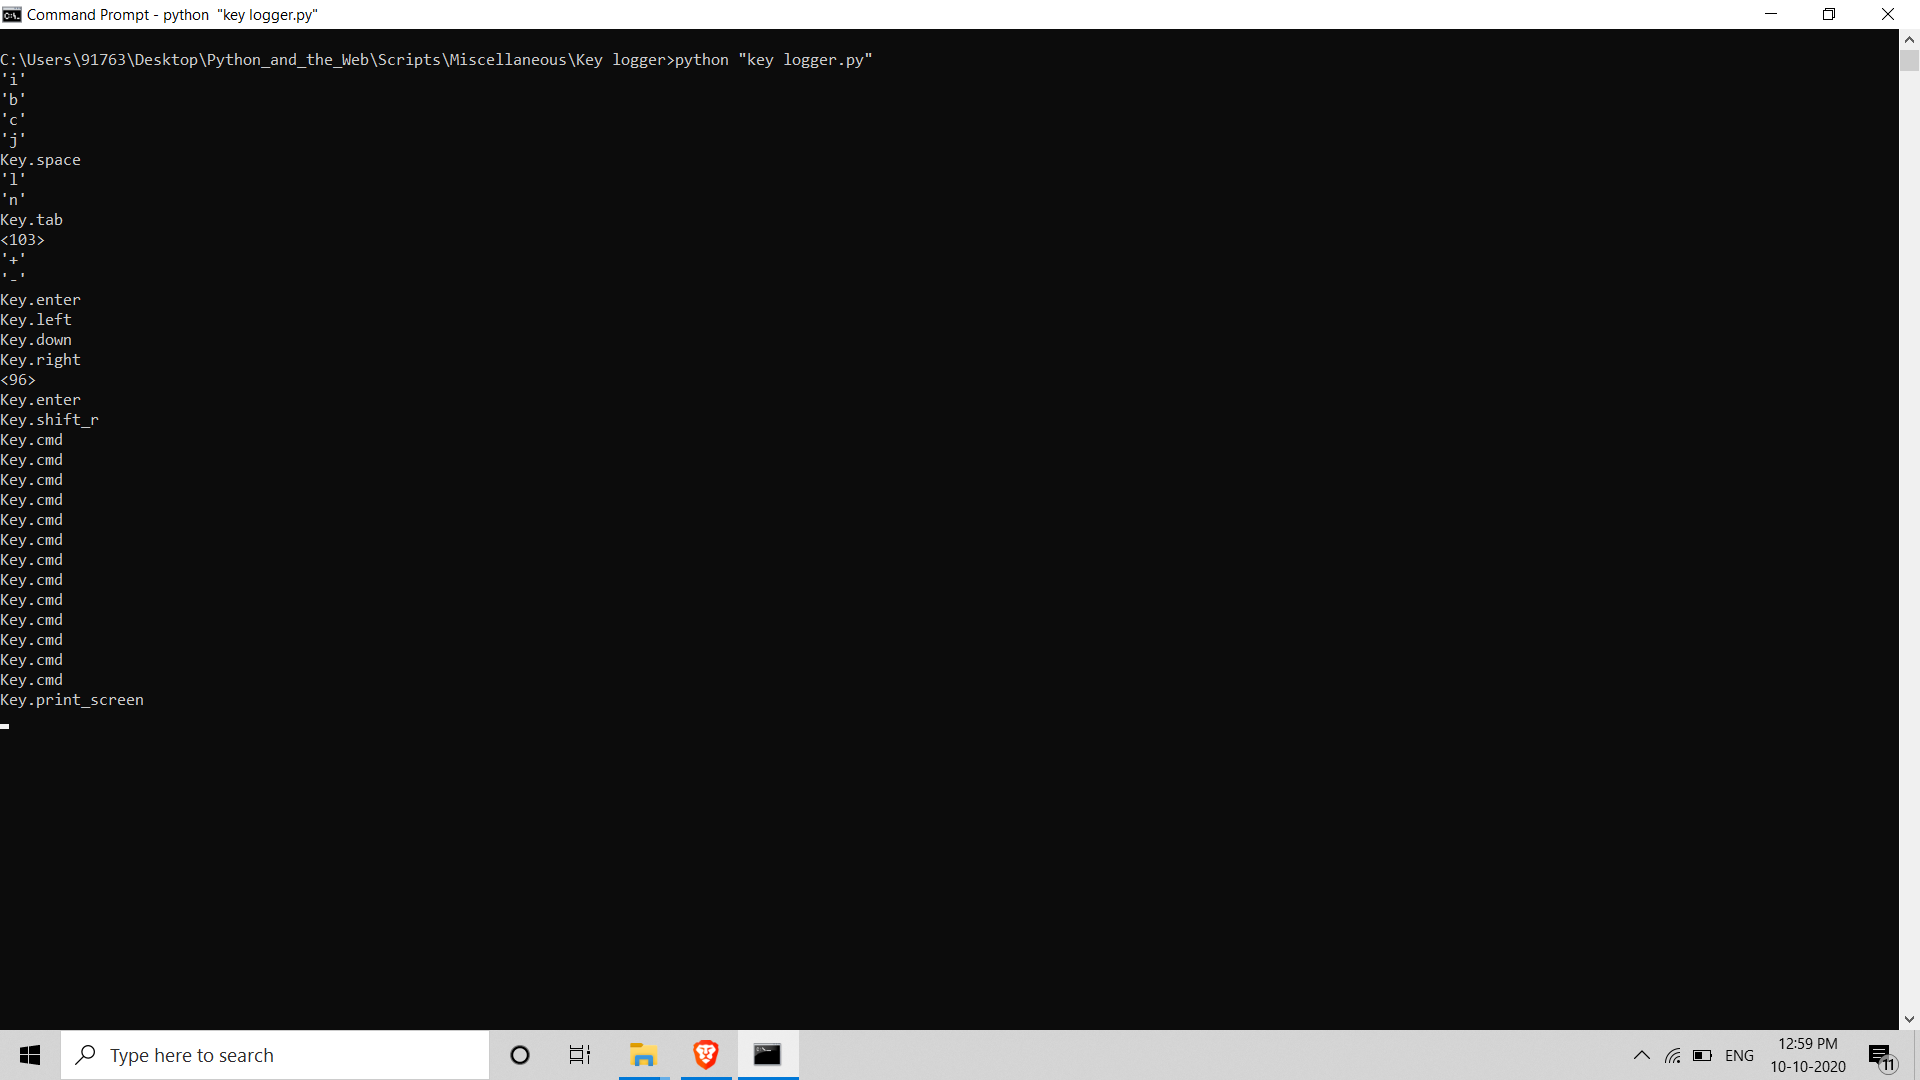 Command Prompt - python  "key logger.py"
C:\Users\91763\Desktop\Python_and_the_Web\Scripts\Miscellaneous\Key logger>python "key logger.py"
'i'
'b'
'c'
'j'
Key.space
'l'
'n'
Key.tab
<103>
'+'
'-'
Key.enter
Key.left
Key.down
Key.right
<96>
Key.enter
Key.shift_r
Key.cmd
Key.cmd
Key.cmd
Key.cmd
Key.cmd
Key.cmd
Key.cmd
Key.cmd
Key.cmd
Key.cmd
Key.cmd
Key.cmd
Key.cmd
Key.print_screen
Type here to search
ENG
12:59 PM
10-10-2020
11